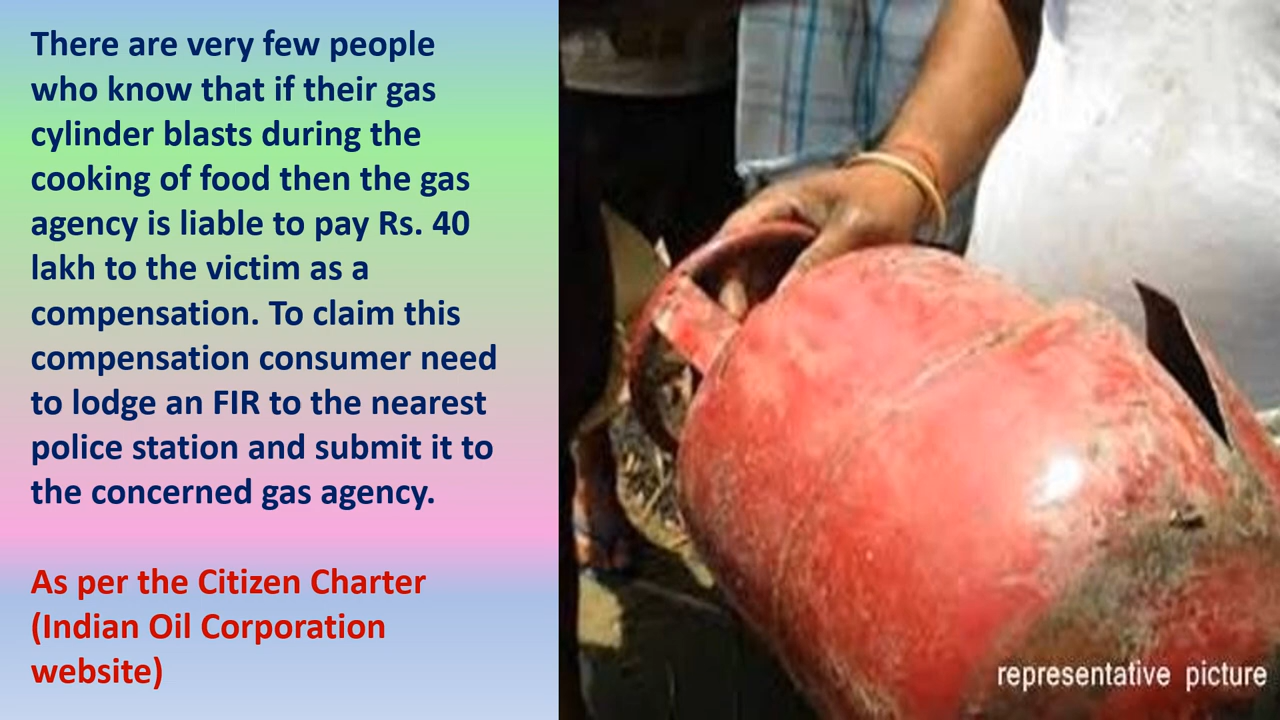 There are very few people
who know that if their gas
cylinder blasts during the
cooking of food then the gas
agency is liable to pay Rs. 40
lakh to the victim as a
compensation. To claim this
compensation consumer need
to lodge an FIR to the nearest
police station and submit it to
the concerned gas agency.
As per the Citizen Charter
(Indian Oil Corporation
website)
representative picture